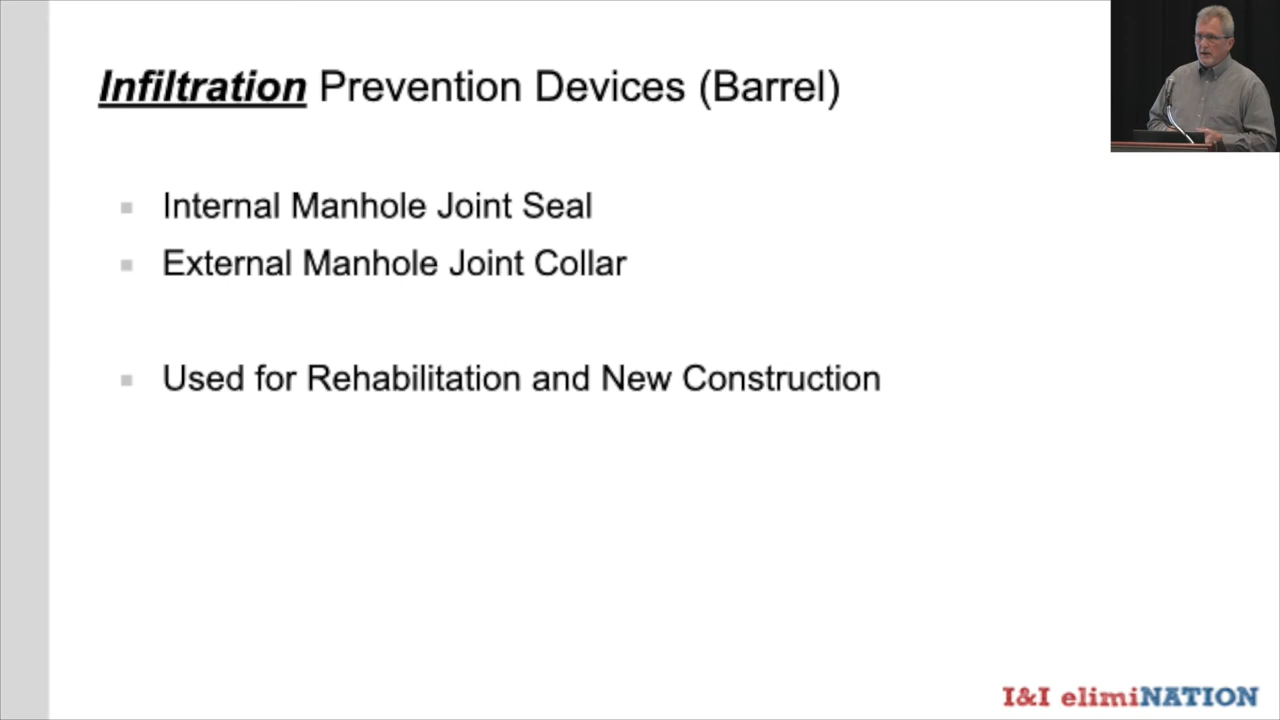 Infiltration Prevention Devices (Barrel)
Internal Manhole Joint Seal
External Manhole Joint Collar
Used for Rehabilitation and New Construction
I&I elimiNATION